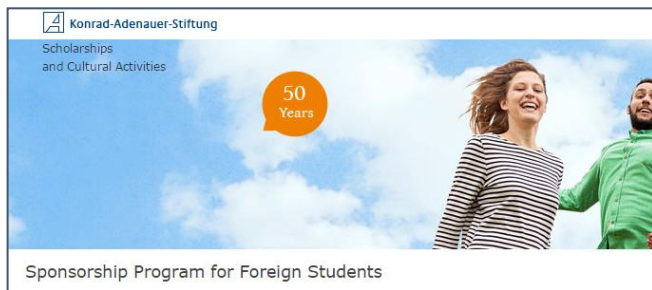 Konrad-Adenauer-Stiftung
Scholarships
and Cultural Activities
50
Years
Sponsorship Program for Foreign Students